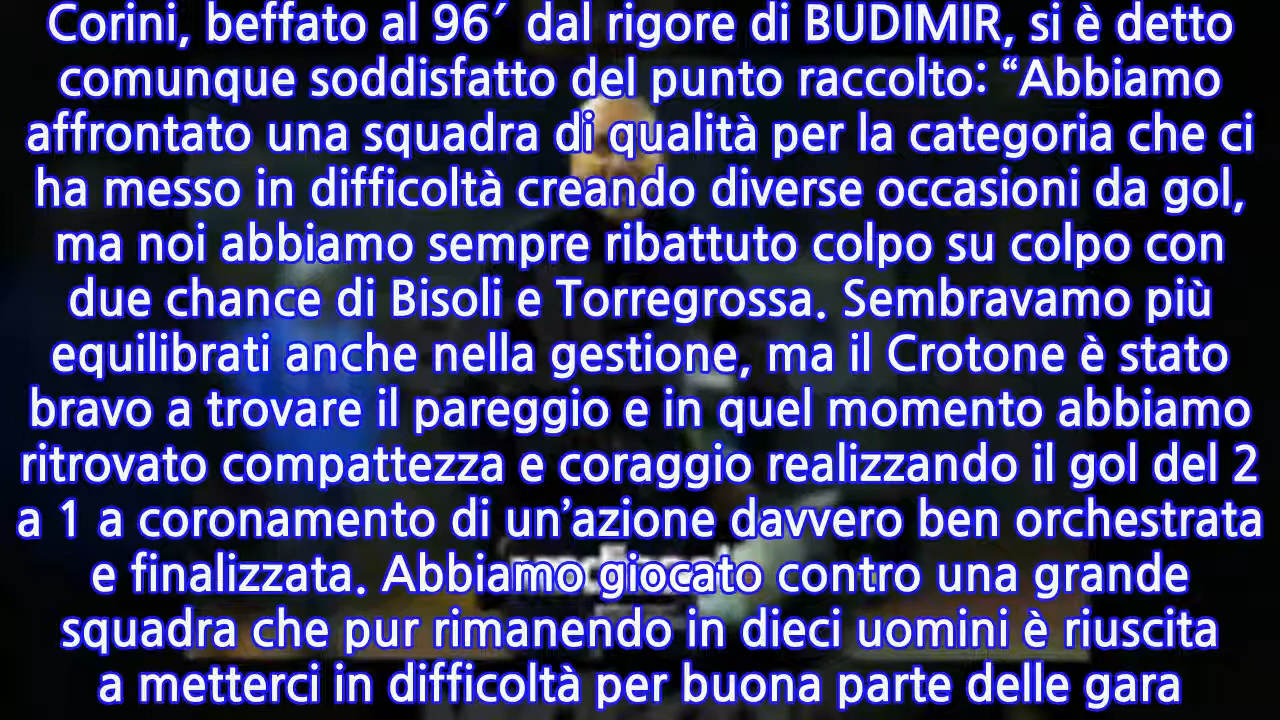 Corini, beffato al 96′ dal rigore di BUDIMIR, si è detto
comunque soddisfatto del punto raccolto: “Abbiamo
affrontato una squadra di qualità per la categoria che ci
ha messo in difficoltà creando diverse occasioni da gol,
ma noi abbiamo sempre ribattuto colpo su colpo con
due chance di Bisoli e Torregrossa. Sembravamo più
equilibrati anche nella gestione, ma il Crotone è stato
bravo a trovare il pareggio e in quel momento abbiamo
ritrovato compattezza e coraggio realizzando il gol del 2
a 1 a coronamento di un’azione davvero ben orchestrata
e finalizzata. Abbiamo giocato contro una grande
squadra che pur rimanendo in dieci uomini è riuscita
a metterci in difficoltà per buona parte delle gara